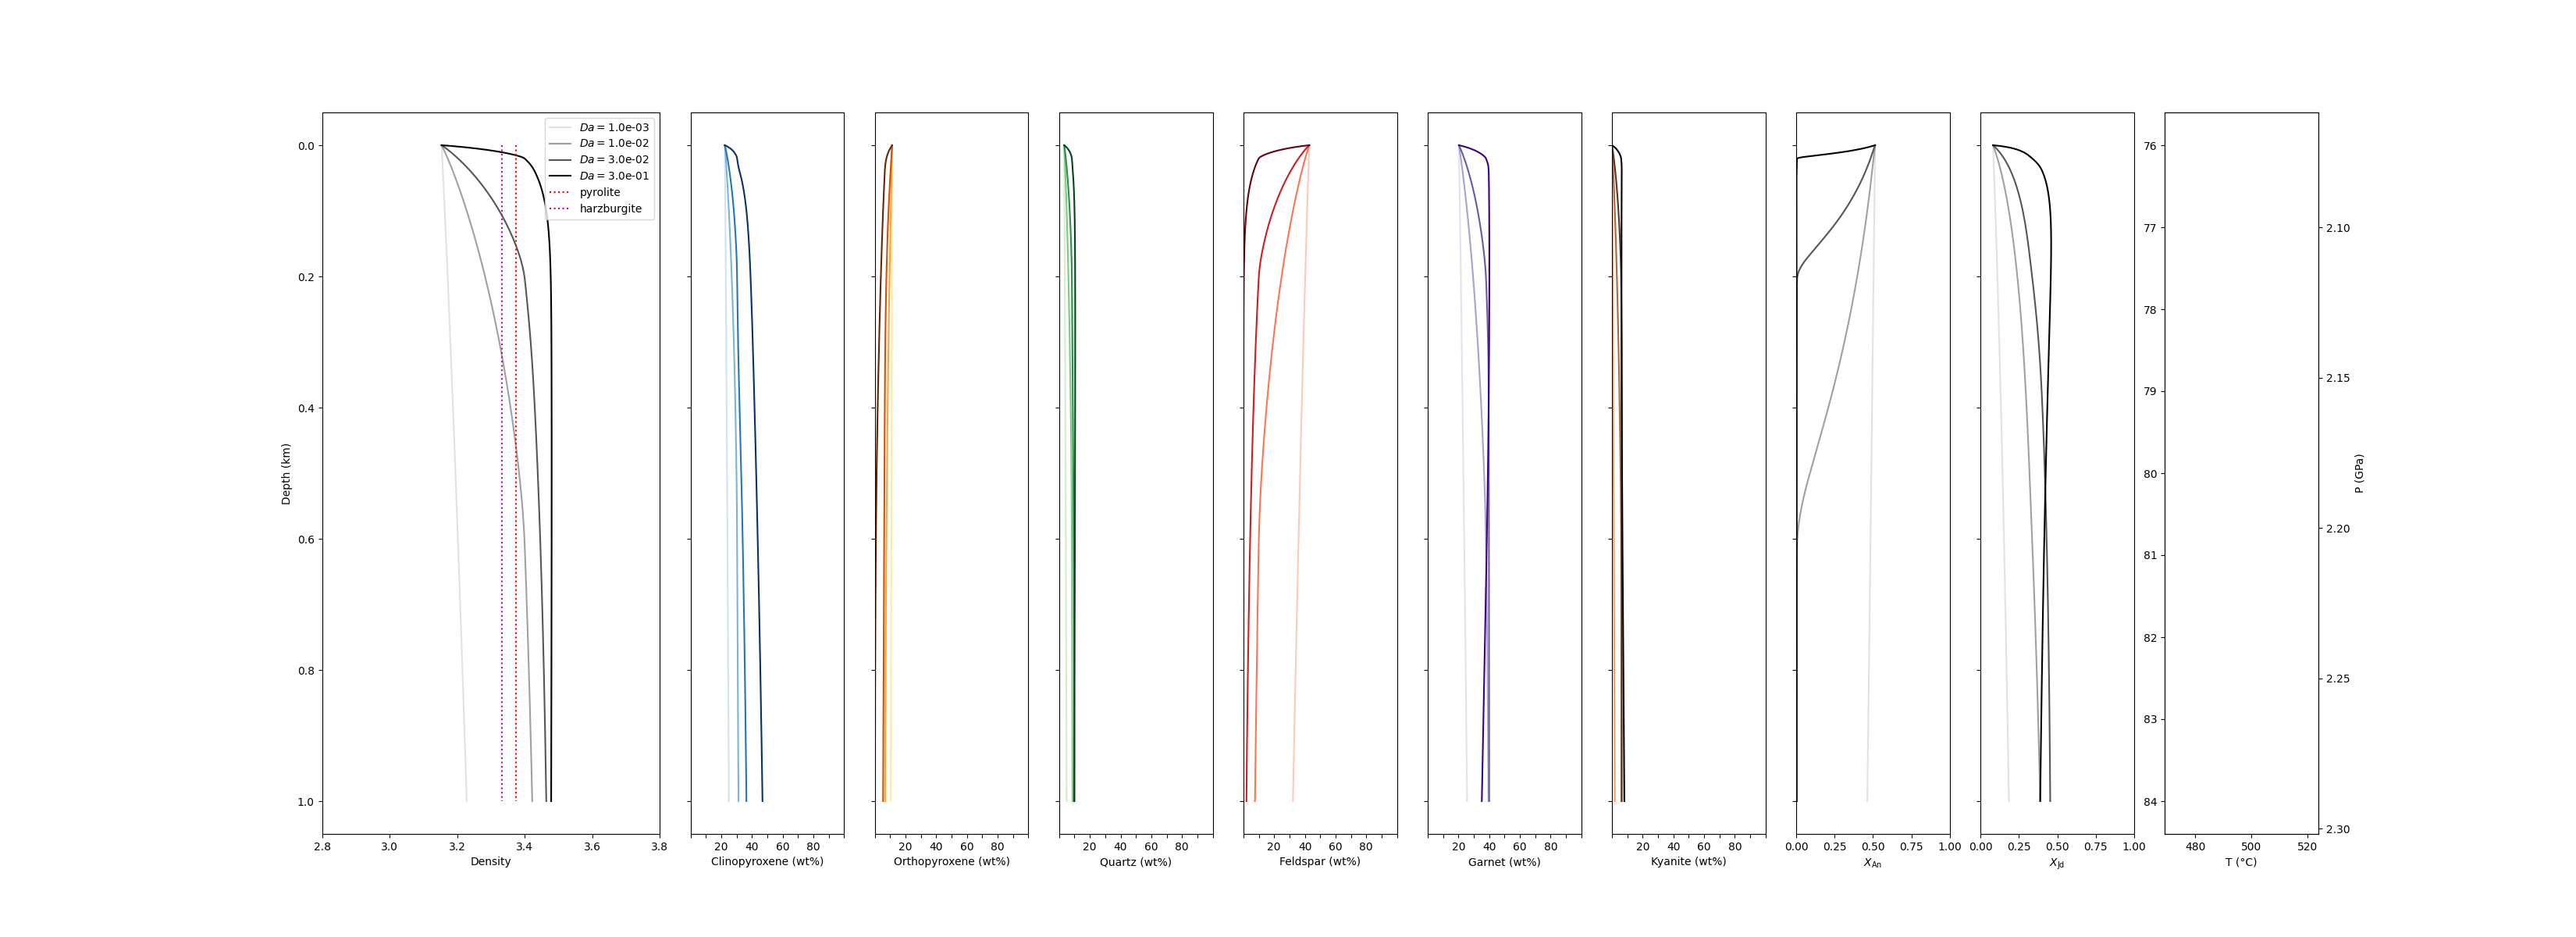 Da = 1.0e-03
Da = 1.0e-02
Da = 3.0e-02
Da = 3.0e-01
pyrolite
harzburgite
0.0
0.2
0.4
0.6
0.8
1.0
Depth (km)
2.8 3.0 3.2 3.4 3.6 3.8
Density
20 40 60 80
Clinopyroxene (wt%)
20 40 60 80
Orthopyroxene (wt%)
20 40 60 80
Quartz (wt%)
20 40 60 80
Feldspar (wt%)
20 40 60 80
Garnet (wt%)
20 40 60 80
Kyanite (wt%)
0.00 0.25 0.50 0.75 1.00
XAn
0.00 0.25 0.50 0.75 1.00
XJd
76
77
78
79
80
81
82
83
84
480 500 520
T (°C)
2.10
2.15
2.20
2.25
2.30
P (GPa)